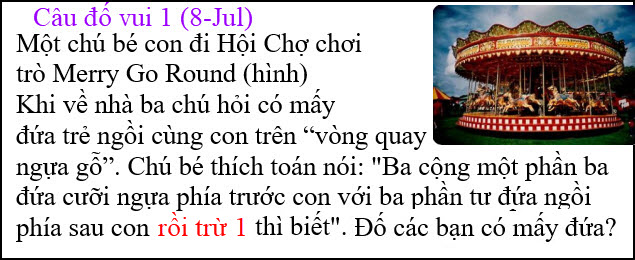 Câu đố vui 1 (8-Jul)
Một chú bé con đi Hội Chợ chơi
trò Merry Go Round (hình)
Khi về nhà ba chú hỏi có mấy
đứa trẻ ngồi cùng con trên “vòng quay
ngựa gỗ”. Chú bé thích toán nói: "Ba cộng một phần ba
đứa cưỡi ngựa phía trước con với ba phần tư đứa ngồi
phía sau con rồi trừ 1 thì biết". Đố các bạn có mấy đứa?